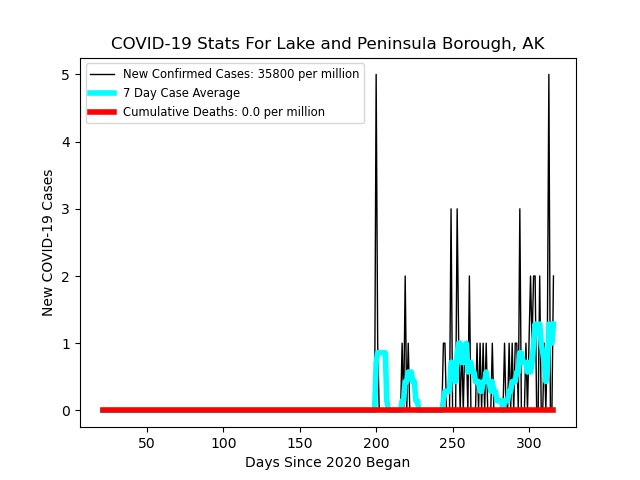 COVID-19 Stats For Lake and Peninsula Borough, AK
New Confirmed Cases: 35800 per million
7 Day Case Average
Cumulative Deaths: 0.0 per million
New COVID-19 Cases
5
4
3
2
1
0
50 100 150 200 250 300
Days Since 2020 Began